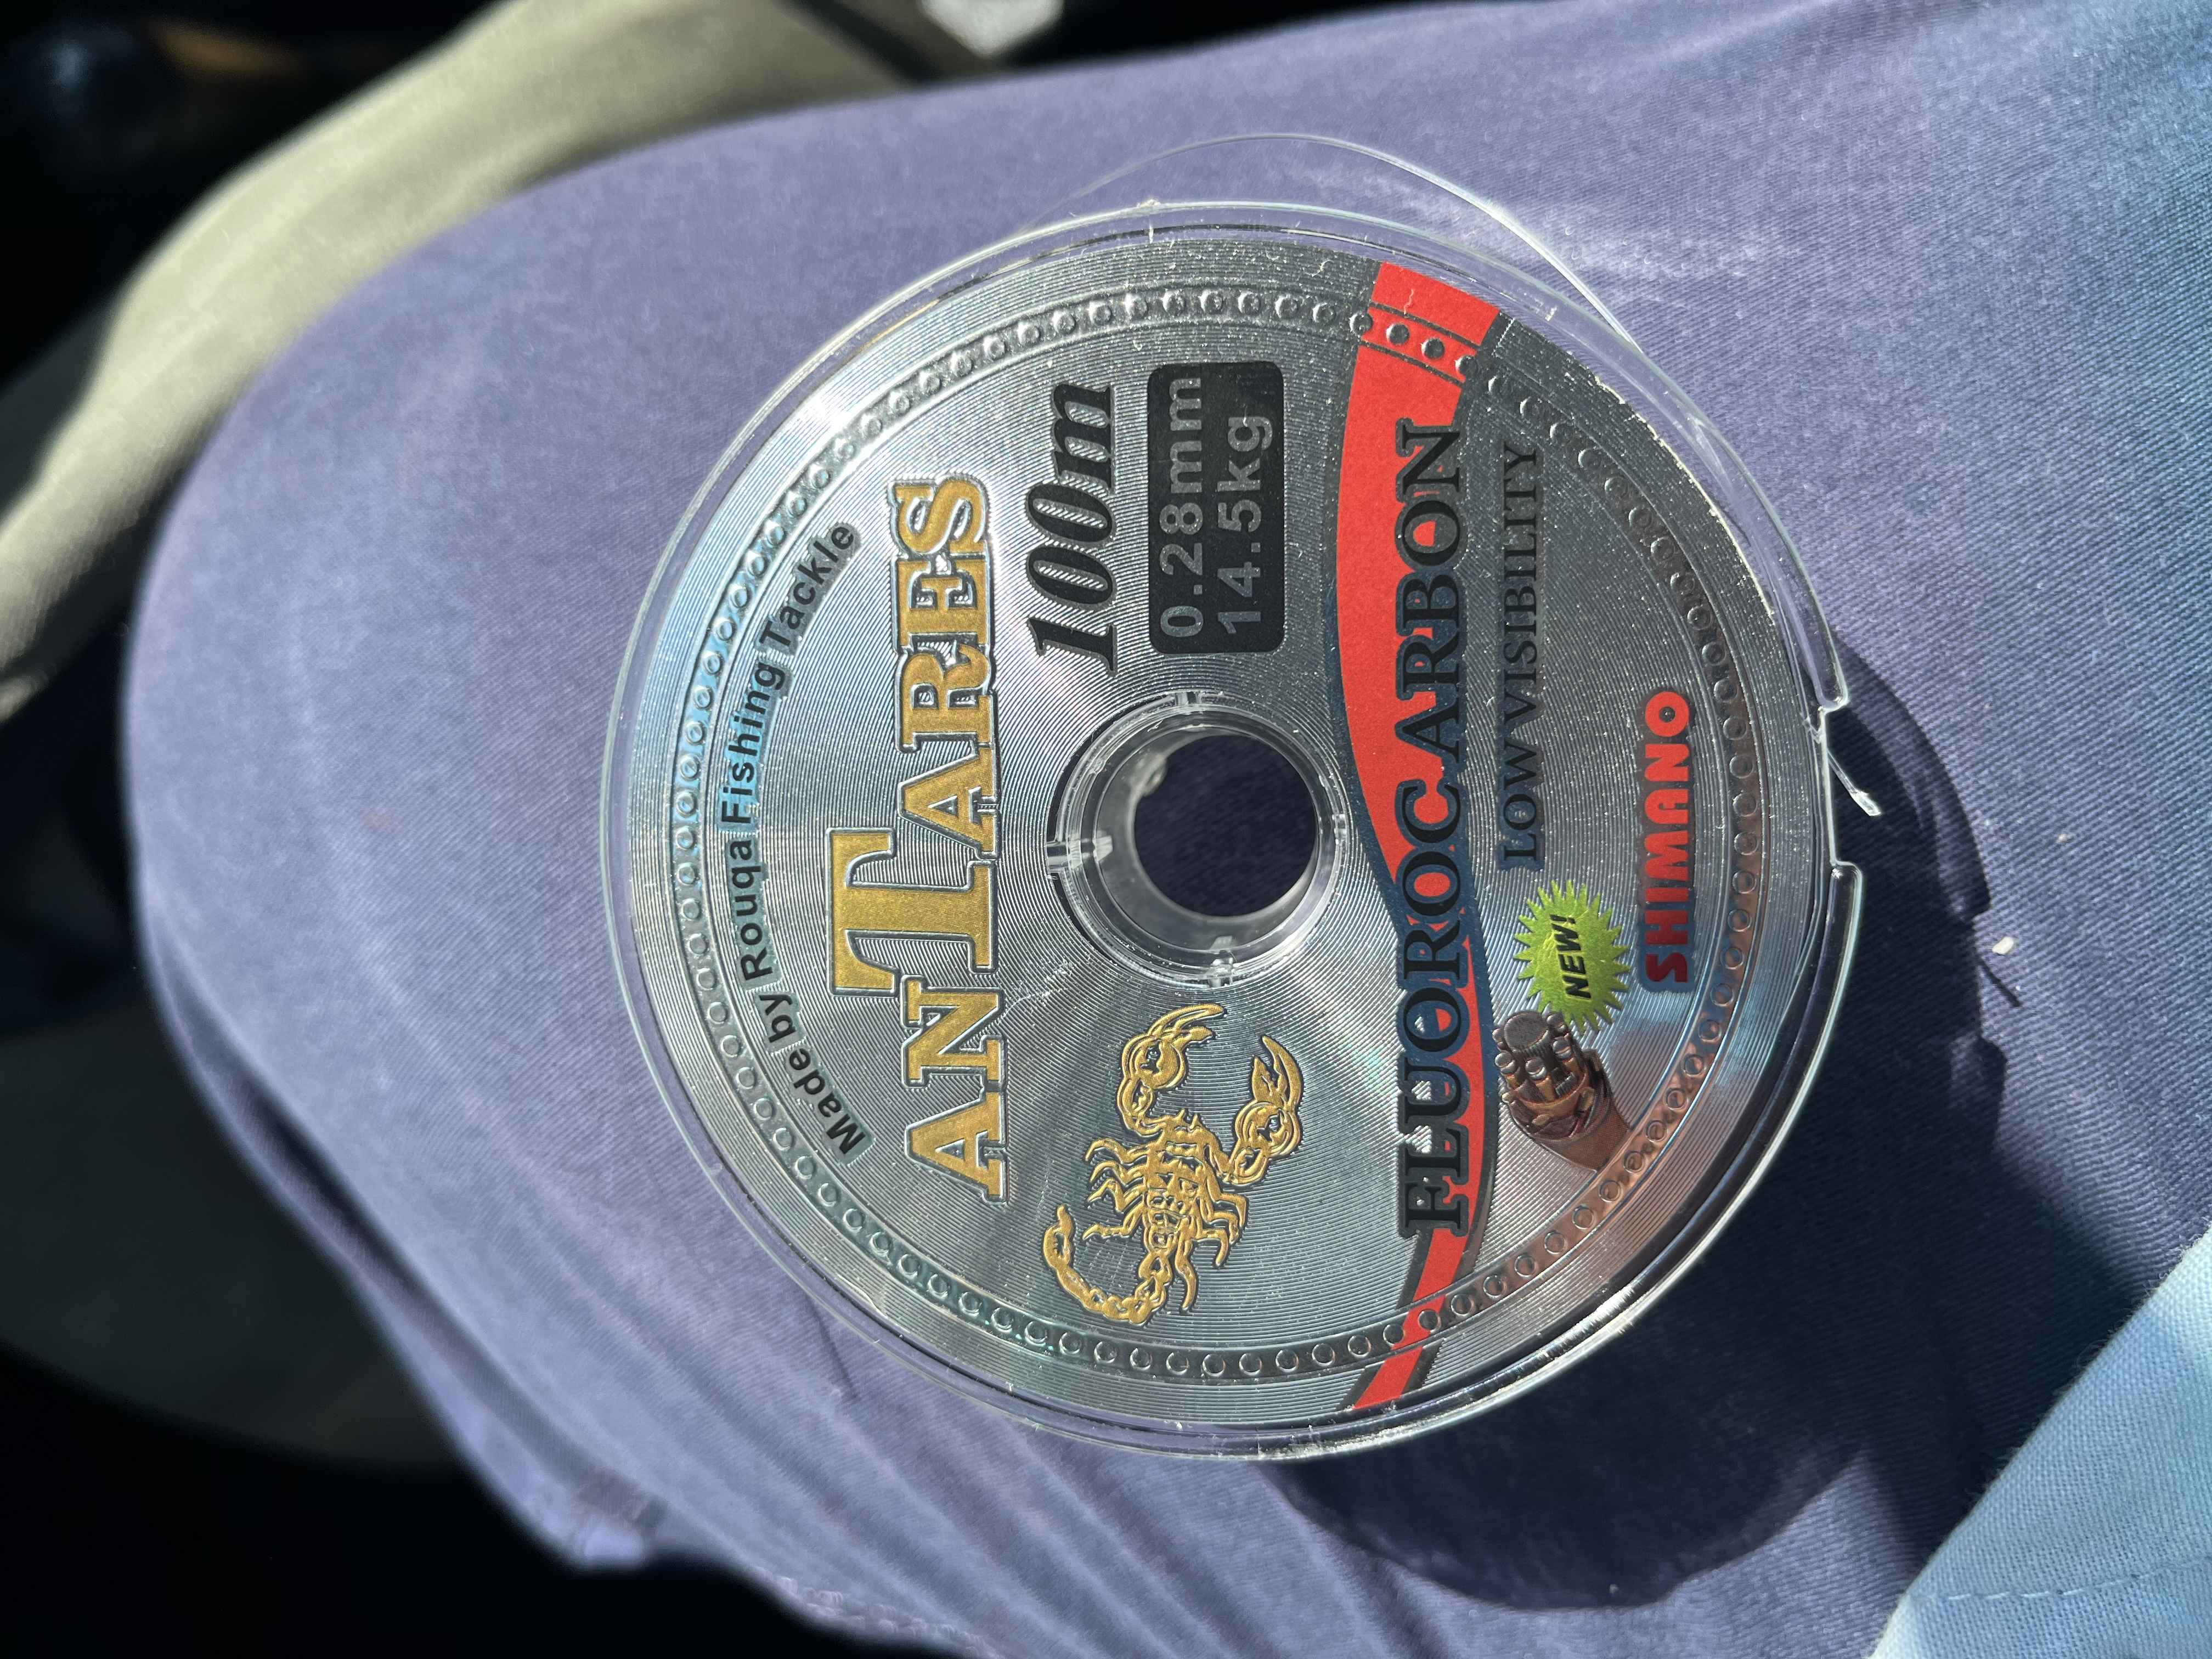 Made by Rouqa Fishing Tackle
ANTARES
100m
0.28mm
14.5kg
FLUOROCARBON
LOW VISIBILITY
NEW!
SHIMANO